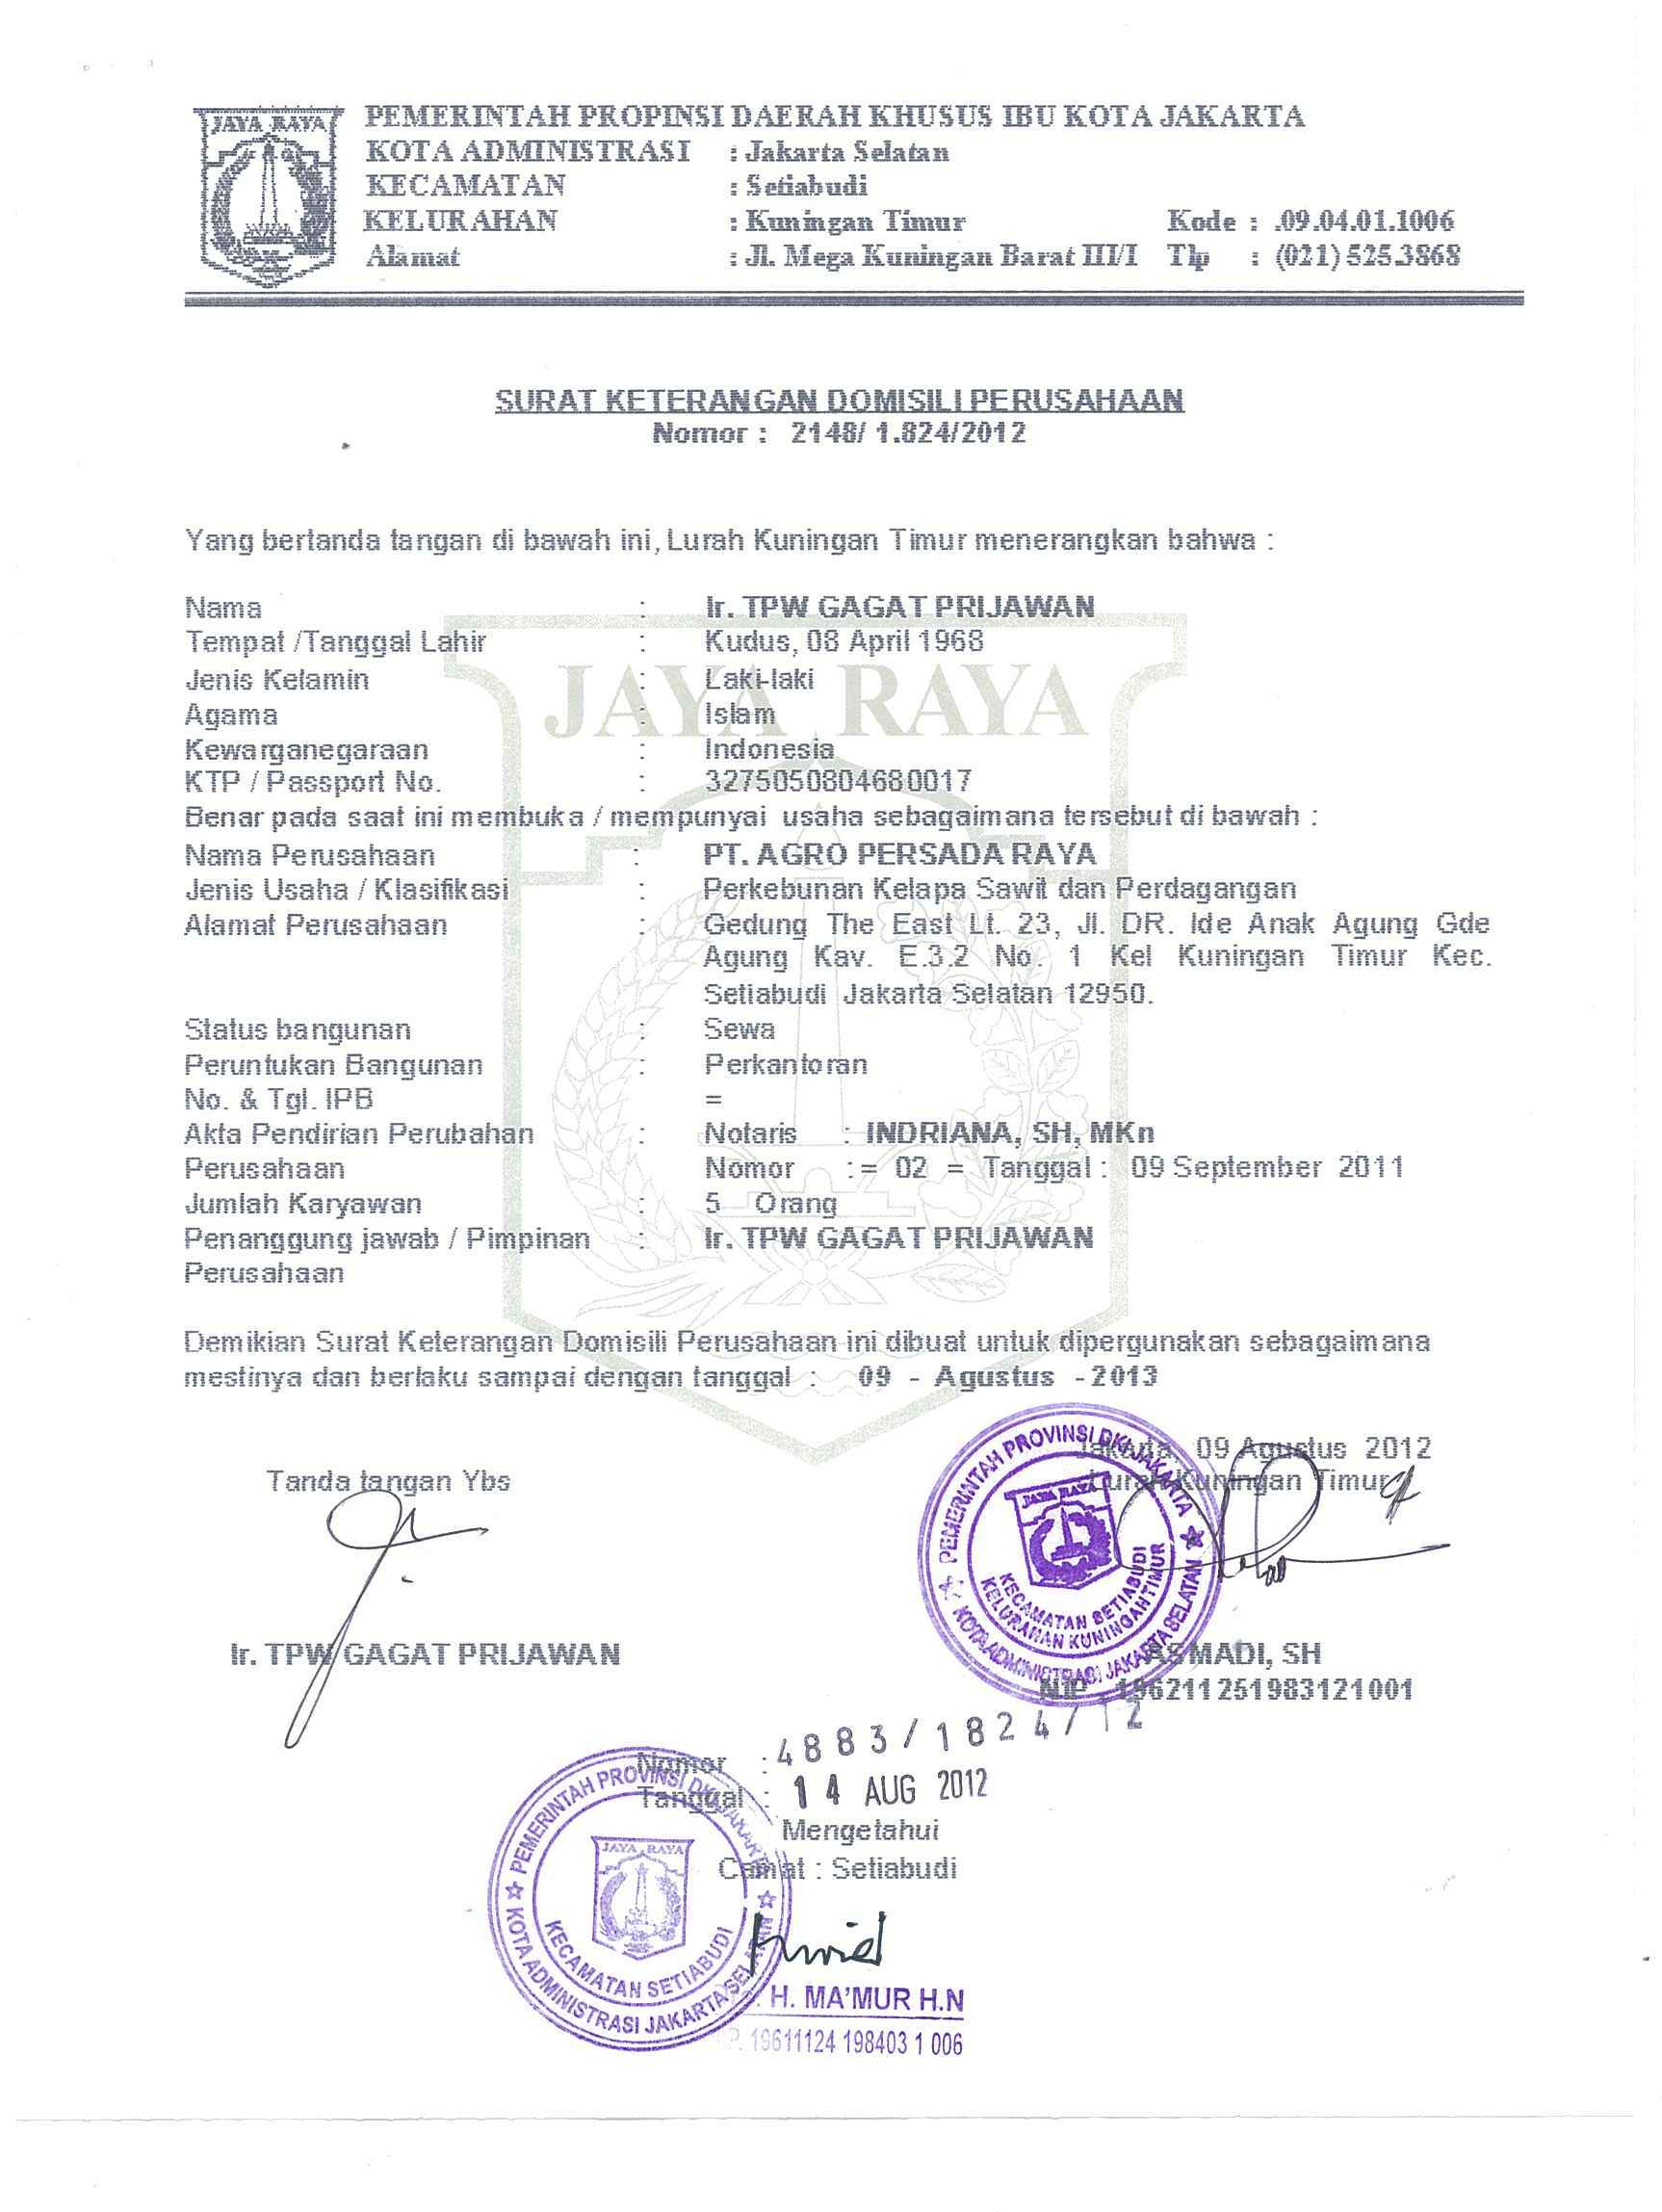 JAYA RAYA
PEMERINTAH PROPINSI DAERAH KHUSUS IBU KOTA JAKARTA
KOTA ADMINISTRASI : Jakarta Selatan
KECAMATAN : Setiabudi
KELURAHAN : Kuningan Timur Kode : .09.04.01.1006
Alamat : Jl. Mega Kuningan Barat III/I Tlp : (021) 525.3868
SURAT KETERANGAN DOMISILI PERUSAHAAN
Nomor : 2148/ 1.824/2012
Yang bertanda tangan di bawah ini, Lurah Kuningan Timur menerangkan bahwa :
Nama : Ir. TPW GAGAT PRIJAWAN
Tempat /Tanggal Lahir : Kudus, 08 April 1968
JAYA RAYA
Jenis Kelamin : Laki-laki
Agama : Islam
Kewarganegaraan : Indonesia
KTP / Passport No. : 3275050804680017
Benar pada saat ini membuka / mempunyai usaha sebagaimana tersebut di bawah :
Nama Perusahaan : PT. AGRO PERSADA RAYA
Jenis Usaha / Klasifikasi : Perkebunan Kelapa Sawit dan Perdagangan
Alamat Perusahaan : Gedung The East Lt. 23, Jl. DR. Ide Anak Agung Gde
Agung Kav. E.3.2 No. 1 Kel Kuningan Timur Kec.
Setiabudi Jakarta Selatan 12950.
Status bangunan : Sewa
Peruntukan Bangunan : Perkantoran
No. & Tgl. IPB =
Akta Pendirian Perubahan : Notaris : INDRIANA, SH, MKn
Perusahaan Nomor : = 02 = Tanggal : 09 September 2011
Jumlah Karyawan : 5 Orang
Penanggung jawab / Pimpinan : Ir. TPW GAGAT PRIJAWAN
Perusahaan
Demikian Surat Keterangan Domisili Perusahaan ini dibuat untuk dipergunakan sebagaimana
mestinya dan berlaku sampai dengan tanggal : 09 - Agustus - 2013
Jakarta, 09 Agustus 2012
Tanda tangan Ybs Lurah Kuningan Timur
PEMERINTAH PROVINSI DKI JAKARTA
JAYA RAYA
KECAMATAN SETIABUDI
KELURAHAN KUNINGAN TIMUR
KOTA ADMINISTRASI JAKARTA SELATAN
Ir. TPW GAGAT PRIJAWAN ASMADI, SH
NIP. 196211251983121001
Nomor : 4883/1824/12
Tanggal : 14 AUG 2012
Mengetahui
Camat : Setiabudi
PEMERINTAH PROVINSI DKI JAKARTA
JAYA RAYA
KECAMATAN SETIABUDI
KOTA ADMINISTRASI JAKARTA SELATAN
H. MA'MUR H.N
P. 19611124 198403 1 006